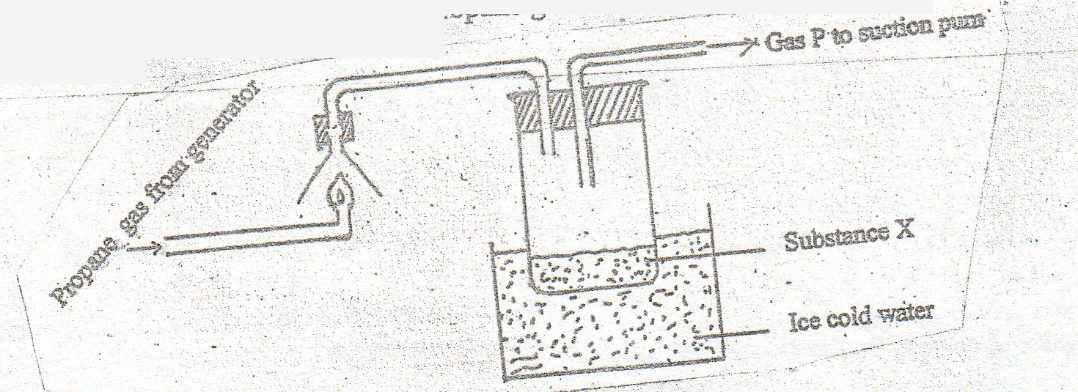 Gas P to suction pum
Propane gas from generator
Substance X
Ice cold water